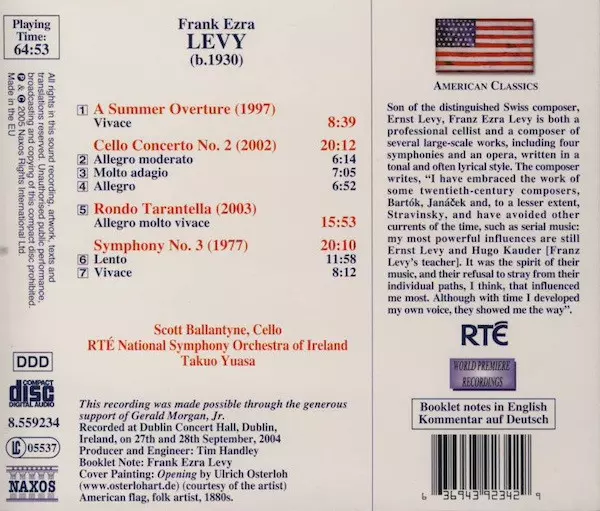 Playing
Time:
64:53
All rights in this sound recording, artwork, texts and
translations reserved. Unauthorised public performance,
broadcasting and copying of this compact disc prohibited.
℗ & © 2005 Naxos Rights International Ltd
Made in the EU
DDD
COMPACT
disc
DIGITAL AUDIO
8.559234
LC 05537
NAXOS
Frank Ezra
LEVY
(b.1930)
1 A Summer Overture (1997)
Vivace 8:39
Cello Concerto No. 2 (2002) 20:12
2 Allegro moderato 6:14
3 Molto adagio 7:05
4 Allegro 6:52
5 Rondo Tarantella (2003)
Allegro molto vivace 15:53
Symphony No. 3 (1977) 20:10
6 Lento 11:58
7 Vivace 8:12
Scott Ballantyne, Cello
RTÉ National Symphony Orchestra of Ireland
Takuo Yuasa
This recording was made possible through the generous
support of Gerald Morgan, Jr.
Recorded at Dublin Concert Hall, Dublin,
Ireland, on 27th and 28th September, 2004
Producer and Engineer: Tim Handley
Booklet Note: Frank Ezra Levy
Cover Painting: Opening by Ulrich Osterloh
(www.osterlohart.de) (courtesy of the artist)
American flag, folk artist, 1880s.
AMERICAN CLASSICS
Son of the distinguished Swiss composer,
Ernst Levy, Franz Ezra Levy is both a
professional cellist and a composer of
several large-scale works, including four
symphonies and an opera, written in a
tonal and often lyrical style. The composer
writes, “I have embraced the work of
some twentieth-century composers,
Bartók, Janáček and, to a lesser extent,
Stravinsky, and have avoided other
currents of the time, such as serial music:
my most powerful influences are still
Ernst Levy and Hugo Kauder [Franz
Levy’s teacher]. It was the spirit of their
music, and their refusal to stray from their
individual paths, I think, that influenced
me most. Although with time I developed
my own voice, they showed me the way”.
RTÉ
WORLD PREMIERE
RECORDINGS
Booklet notes in English
Kommentar auf Deutsch
6 36943 92342 9